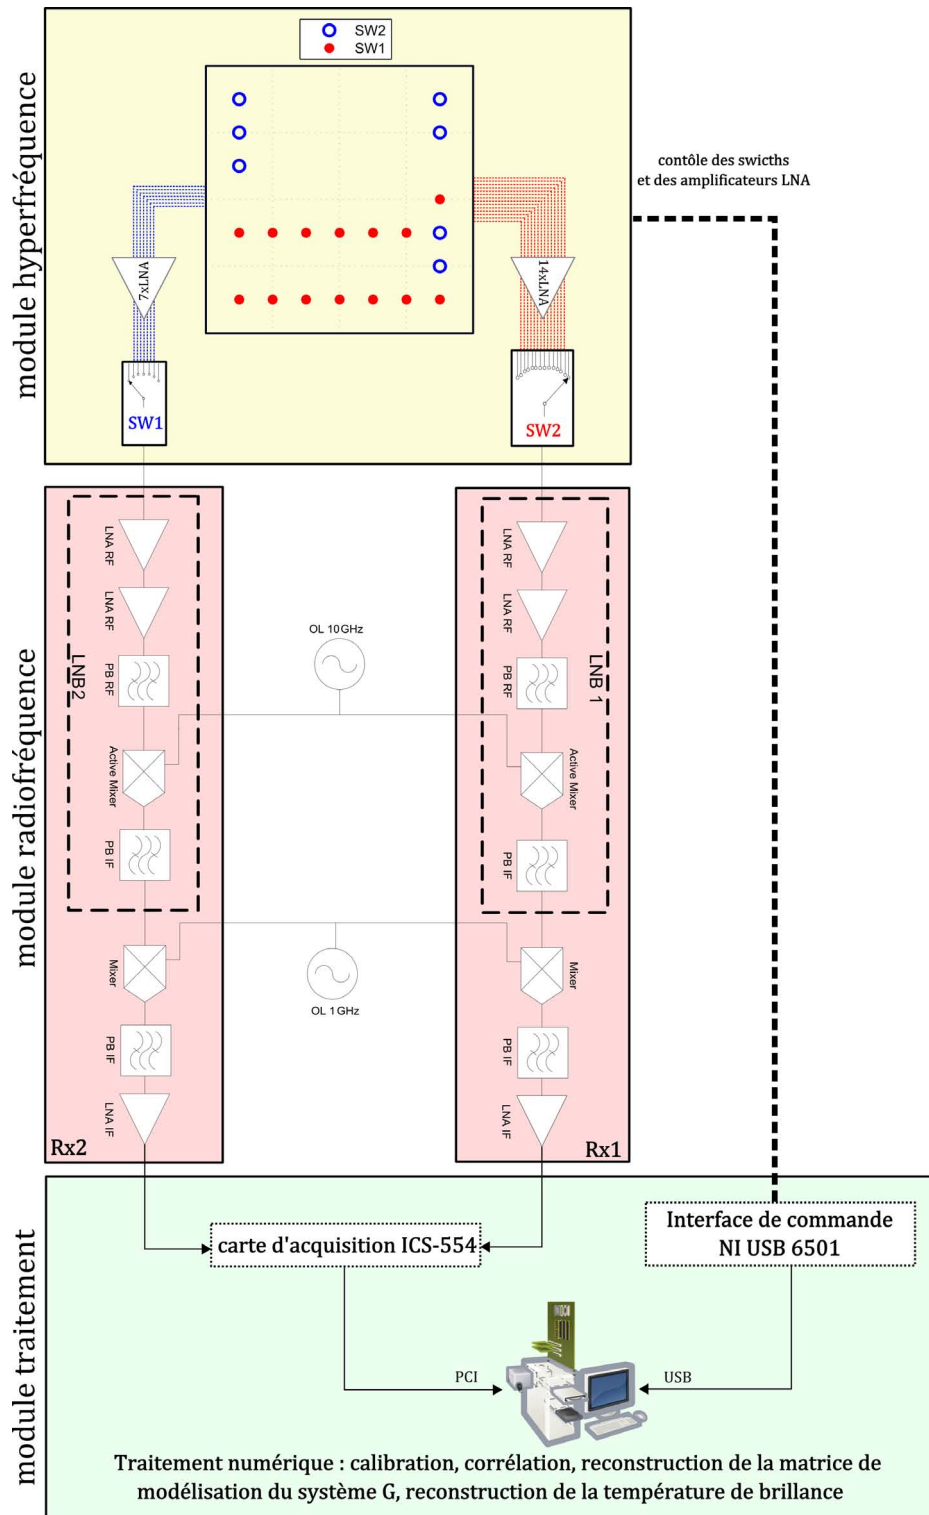 module hyperfréquence
SW2
SW1
contôle des swicths
et des amplificateurs LNA
7xLNA
14xLNA
SW1
SW2
module radiofréquence
LNA RF
LNA RF
PB RF
LNB2
Active Mixer
PB IF
Mixer
PB IF
LNA IF
Rx2
OL 10GHz
OL 1GHz
LNA RF
LNA RF
PB RF
LNB 1
Active Mixer
PB IF
Mixer
PB IF
LNA IF
Rx1
module traitement
carte d'acquisition ICS-554
Interface de commande
NI USB 6501
PCI
USB
Traitement numérique : calibration, corrélation, reconstruction de la matrice de
modélisation du système G, reconstruction de la température de brillance